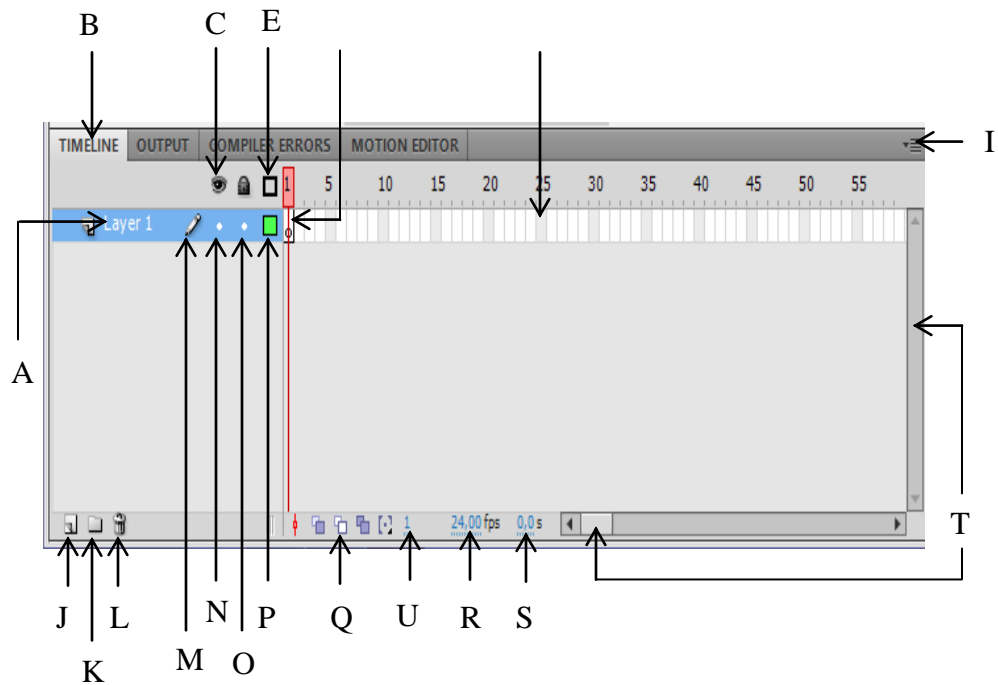 B C E
TIMELINE OUTPUT COMPILER ERRORS MOTION EDITOR I
1 5 10 15 20 25 30 35 40 45 50 55
Layer 1
A
1 24,00 fps 0,0 s
T
J L N P Q U R S
K M O